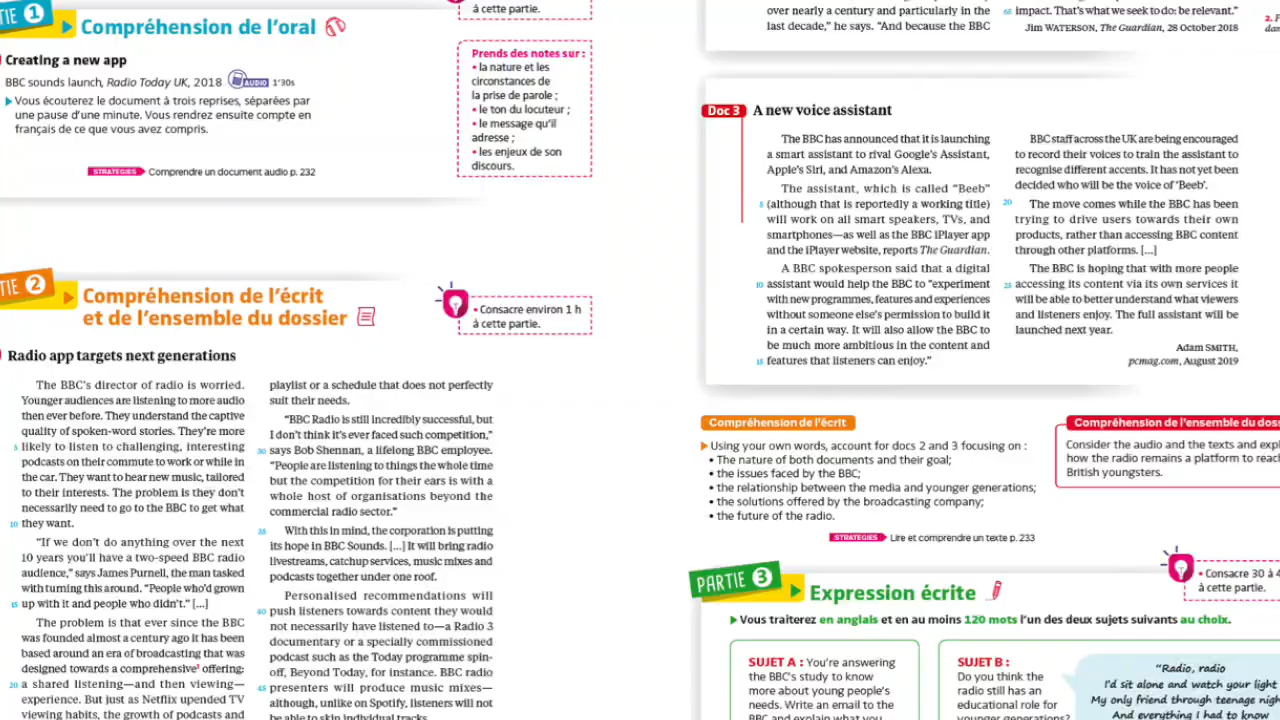 TIE 1
Compréhension de l'oral
à cette partie.
Creating a new app
BBC sounds launch, Radio Today UK, 2018 AUDIO 1'30s
Vous écouterez le document à trois reprises, séparées par
une pause d'une minute. Vous rendrez ensuite compte en
français de ce que vous avez compris.
STRATEGIES Comprendre un document audio p. 232
Prends des notes sur :
• la nature et les
circonstances de
la prise de parole ;
• le ton du locuteur ;
• le message qu'il
adresse ;
• les enjeux de son
discours.
TIE 2
Compréhension de l'écrit
et de l'ensemble du dossier
• Consacre environ 1 h
à cette partie.
Radio app targets next generations
The BBC's director of radio is worried.
Younger audiences are listening to more audio
then ever before. They understand the captive
quality of spoken-word stories. They're more
5 likely to listen to challenging, interesting
podcasts on their commute to work or while in
the car. They want to hear new music, tailored
to their interests. The problem is they don't
necessarily need to go to the BBC to get what
10 they want.
"If we don't do anything over the next
10 years you'll have a two-speed BBC radio
audience," says James Purnell, the man tasked
with turning this around. "People who'd grown
15 up with it and people who didn't." [...]
The problem is that ever since the BBC
was founded almost a century ago it has been
based around an era of broadcasting that was
designed towards a comprehensive offering:
20 a shared listening—and then viewing—
experience. But just as Netflix upended TV
viewing habits, the growth of podcasts and
playlist or a schedule that does not perfectly
suit their needs.
"BBC Radio is still incredibly successful, but
I don't think it's ever faced such competition,"
30 says Bob Shennan, a lifelong BBC employee.
"People are listening to things the whole time
but the competition for their ears is with a
whole host of organisations beyond the
commercial radio sector."
35 With this in mind, the corporation is putting
its hope in BBC Sounds. [...] It will bring radio
livestreams, catchup services, music mixes and
podcasts together under one roof.
Personalised recommendations will
40 push listeners towards content they would
not necessarily have listened to—a Radio 3
documentary or a specially commissioned
podcast such as the Today programme spin-
off, Beyond Today, for instance. BBC radio
45 presenters will produce music mixes—
although, unlike on Spotify, listeners will not
be able to skip individual tracks.
over nearly a century and particularly in the
last decade," he says. "And because the BBC
65 impact. That's what we seek to do: be relevant."
Jim WATERSON, The Guardian, 28 October 2018
2.
Doc 3 A new voice assistant
The BBC has announced that it is launching
a smart assistant to rival Google's Assistant,
Apple's Siri, and Amazon's Alexa.
The assistant, which is called "Beeb"
5 (although that is reportedly a working title)
will work on all smart speakers, TVs, and
smartphones—as well as the BBC iPlayer app
and the iPlayer website, reports The Guardian.
A BBC spokesperson said that a digital
10 assistant would help the BBC to "experiment
with new programmes, features and experiences
without someone else's permission to build it
in a certain way. It will also allow the BBC to
be much more ambitious in the content and
15 features that listeners can enjoy."
BBC staff across the UK are being encouraged
to record their voices to train the assistant to
recognise different accents. It has not yet been
decided who will be the voice of 'Beeb'.
20 The move comes while the BBC has been
trying to drive users towards their own
products, rather than accessing BBC content
through other platforms. [...]
The BBC is hoping that with more people
25 accessing its content via its own services it
will be able to better understand what viewers
and listeners enjoy. The full assistant will be
launched next year.
Adam SMITH,
pcmag.com, August 2019
Compréhension de l'écrit
Using your own words, account for docs 2 and 3 focusing on :
• The nature of both documents and their goal;
• the issues faced by the BBC;
• the relationship between the media and younger generations;
• the solutions offered by the broadcasting company;
• the future of the radio.
STRATEGIES Lire et comprendre un texte p. 233
Compréhension de l'ensemble du doss
Consider the audio and the texts and expl
how the radio remains a platform to reac
British youngsters.
PARTIE 3
Expression écrite
• Consacre 30 à 4
à cette partie.
Vous traiterez en anglais et en au moins 120 mots l'un des deux sujets suivants au choix.
SUJET A : You're answering
the BBC's study to know
more about young people's
needs. Write an email to the
BBC and explain what you
SUJET B :
Do you think the
radio still has an
educational role for
younger generations?
"Radio, radio
I'd sit alone and watch your light
My only friend through teenage nigh
And everything I had to know